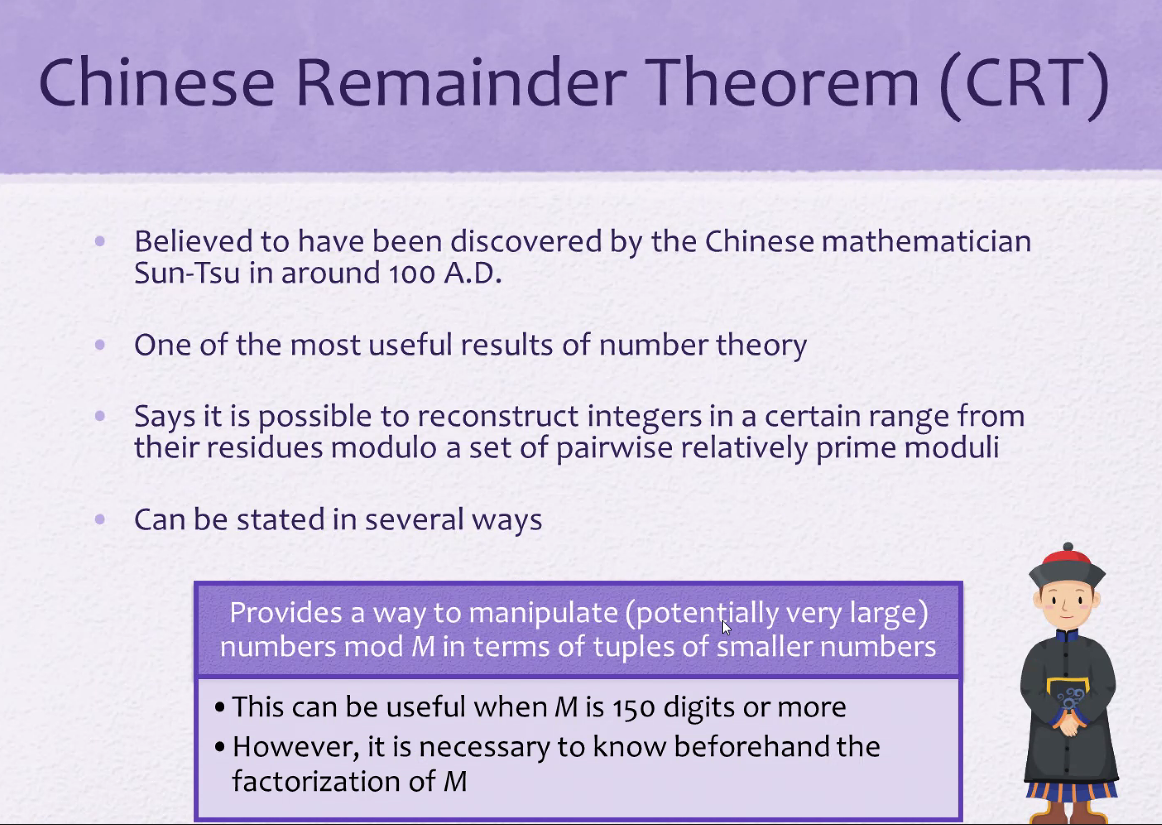 Chinese Remainder Theorem (CRT)
• Believed to have been discovered by the Chinese mathematician
Sun-Tsu in around 100 A.D.
• One of the most useful results of number theory
• Says it is possible to reconstruct integers in a certain range from
their residues modulo a set of pairwise relatively prime moduli
• Can be stated in several ways
Provides a way to manipulate (potentially very large)
numbers mod M in terms of tuples of smaller numbers
• This can be useful when M is 150 digits or more
• However, it is necessary to know beforehand the
factorization of M